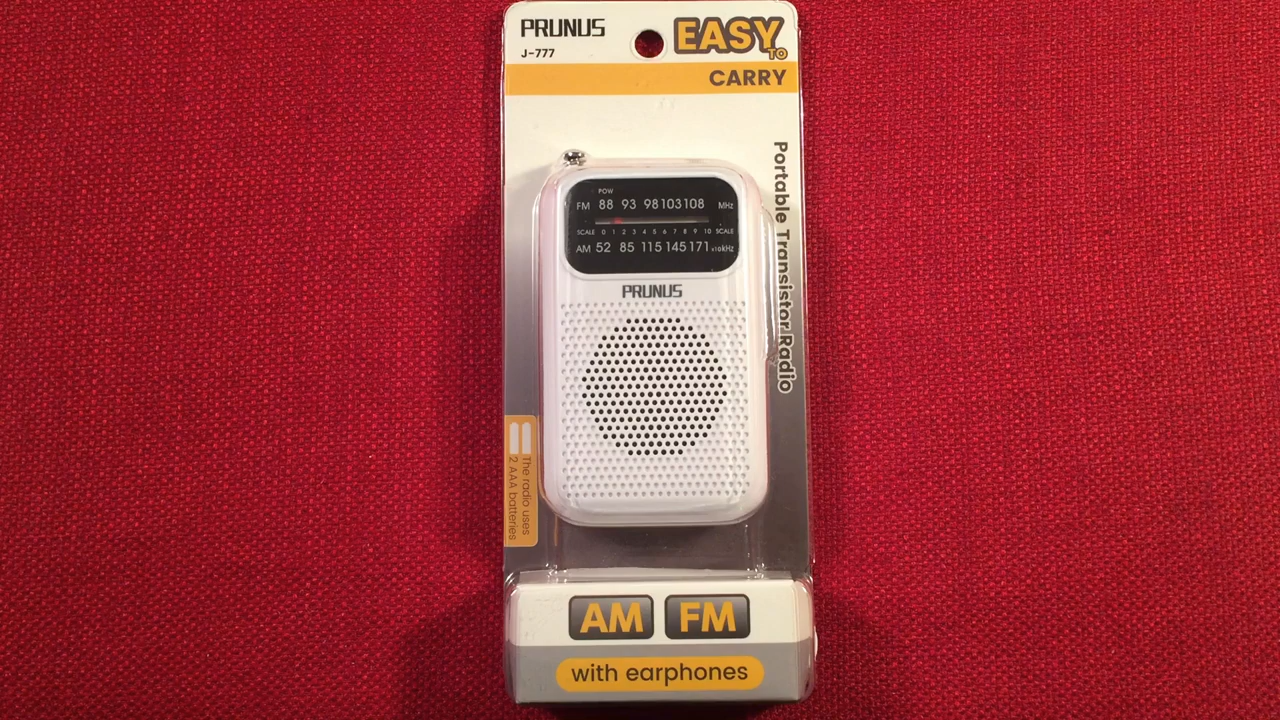 PRUNUS
J-777
EASY
TO
CARRY
Portable Transistor Radio
POW
FM 88 93 98 103 108 MHz
SCALE 0 1 2 3 4 5 6 7 8 9 10 SCALE
AM 52 85 115 145 171 x10kHz
PRUNUS
The radio uses
2 AAA batteries
AM FM
with earphones